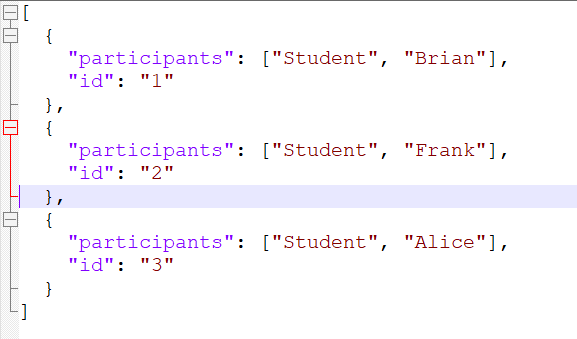 [
  {
    "participants": ["Student", "Brian"],
    "id": "1"
  },
  {
    "participants": ["Student", "Frank"],
    "id": "2"
  },
  {
    "participants": ["Student", "Alice"],
    "id": "3"
  }
]